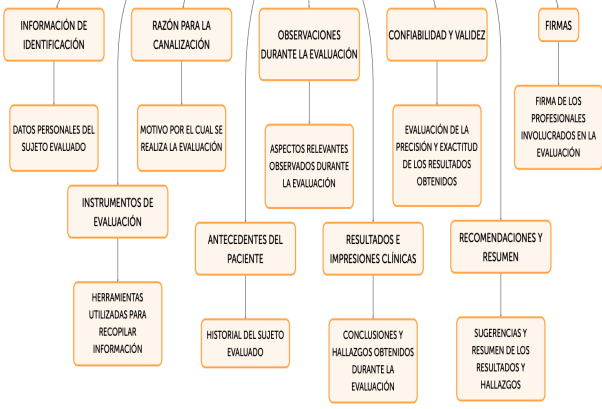 INFORMACIÓN DE
IDENTIFICACIÓN
DATOS PERSONALES DEL
SUJETO EVALUADO
INSTRUMENTOS DE
EVALUACIÓN
HERRAMIENTAS
UTILIZADAS PARA
RECOPILAR
INFORMACIÓN
RAZÓN PARA LA
CANALIZACIÓN
MOTIVO POR EL CUAL SE
REALIZA LA EVALUACIÓN
ANTECEDENTES DEL
PACIENTE
HISTORIAL DEL SUJETO
EVALUADO
OBSERVACIONES
DURANTE LA EVALUACIÓN
ASPECTOS RELEVANTES
OBSERVADOS DURANTE
LA EVALUACIÓN
RESULTADOS E
IMPRESIONES CLÍNICAS
CONCLUSIONES Y
HALLAZGOS OBTENIDOS
DURANTE LA
EVALUACIÓN
CONFIABILIDAD Y VALIDEZ
EVALUACIÓN DE LA
PRECISIÓN Y EXACTITUD
DE LOS RESULTADOS
OBTENIDOS
RECOMENDACIONES Y
RESUMEN
SUGERENCIAS Y
RESUMEN DE LOS
RESULTADOS Y
HALLAZGOS
FIRMAS
FIRMA DE LOS
PROFESIONALES
INVOLUCRADOS EN LA
EVALUACIÓN